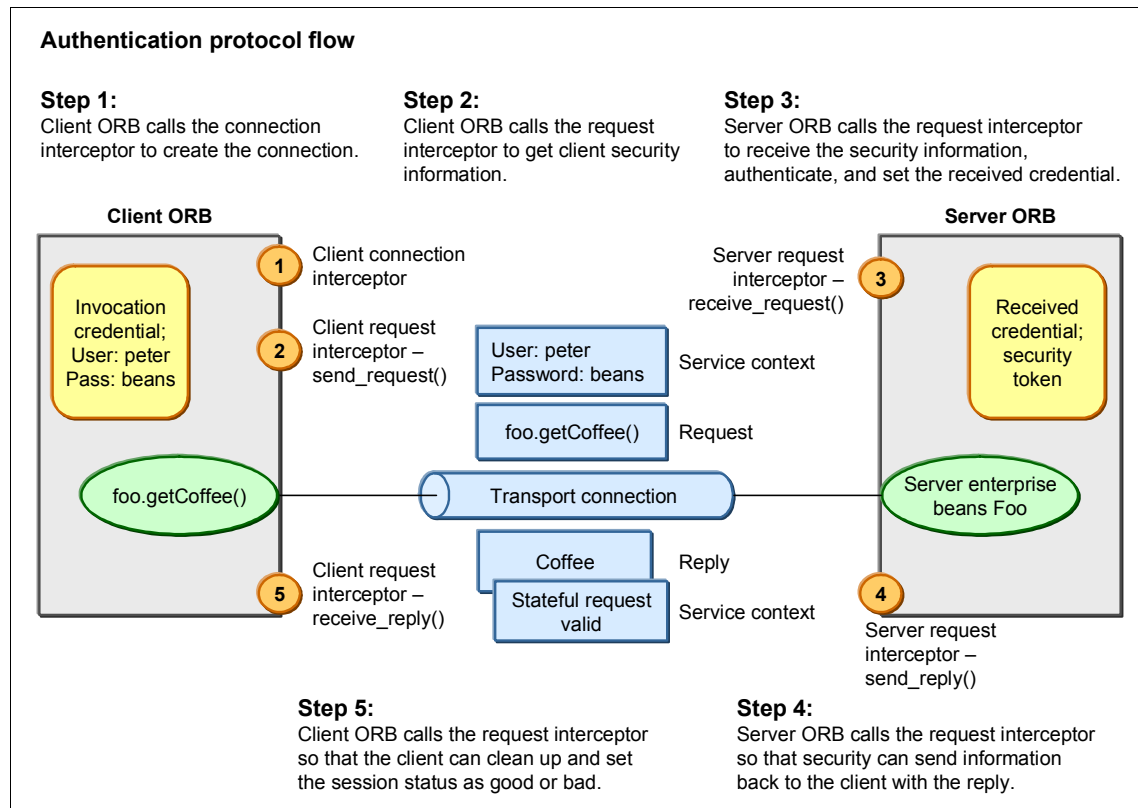 Authentication protocol flow
Step 1:
Client ORB calls the connection
interceptor to create the connection.
Step 2:
Client ORB calls the request
interceptor to get client security
information.
Step 3:
Server ORB calls the request interceptor
to receive the security information,
authenticate, and set the received credential.
Client ORB
Server ORB
1
Client connection
interceptor
Invocation
credential;
User: peter
Pass: beans
2
Client request
interceptor –
send_request()
User: peter
Password: beans
Service context
Server request
interceptor –
receive_request()
3
Received
credential;
security
token
foo.getCoffee()
Request
foo.getCoffee()
Transport connection
Server enterprise
beans Foo
5
Client request
interceptor –
receive_reply()
Coffee
Reply
Stateful request
valid
Service context
4
Server request
interceptor –
send_reply()
Step 5:
Client ORB calls the request interceptor
so that the client can clean up and set
the session status as good or bad.
Step 4:
Server ORB calls the request interceptor
so that security can send information
back to the client with the reply.